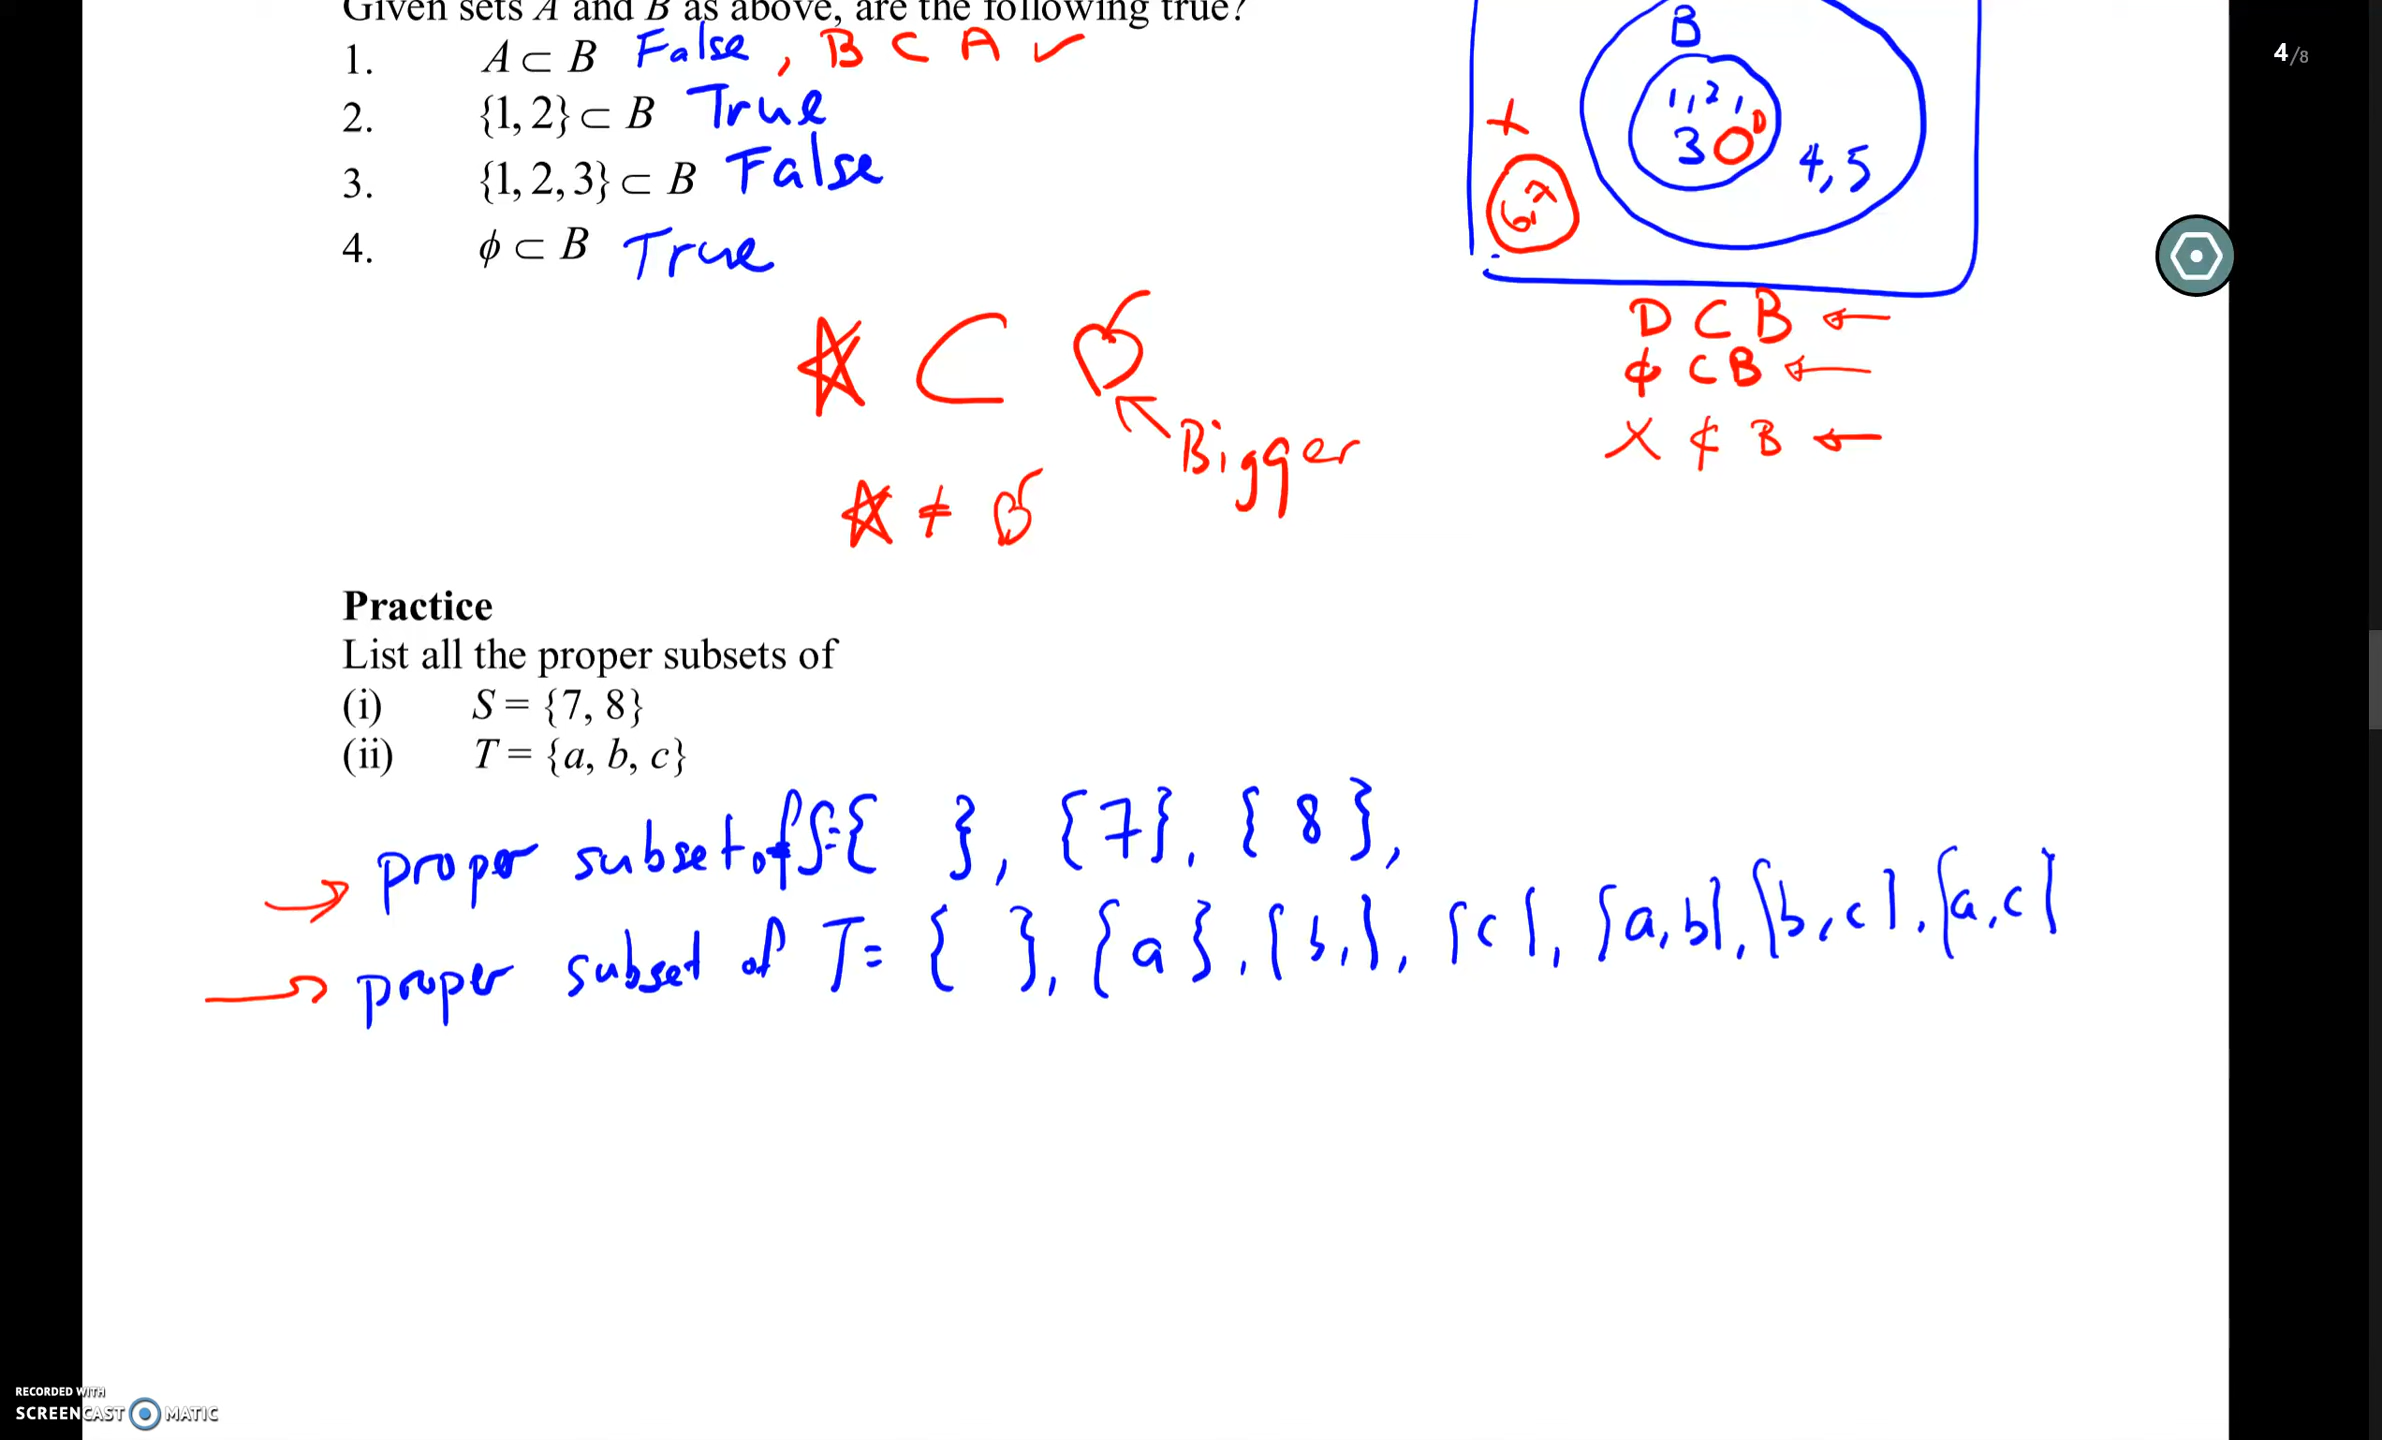 Given sets A and B as above, are the following true?
1. A ⊂ B False, B ⊂ A ✓
2. {1, 2} ⊂ B True
3. {1, 2, 3} ⊂ B False
4. ϕ ⊂ B True
B
1, 2,
3 D
4, 5
X
6, 7
D ⊂ B ←
ϕ ⊂ B ←
X ⊄ B ←
☆ ⊂
Bigger
☆ ≠
Practice
List all the proper subsets of
(i) S = {7, 8}
(ii) T = {a, b, c}
→ proper subset of S = { }, {7}, {8},
→ proper subset of T = { }, {a}, {b,}, {c}, {a,b}, {b,c}, {a,c}
4/8
RECORDED WITH
SCREENCAST MATIC